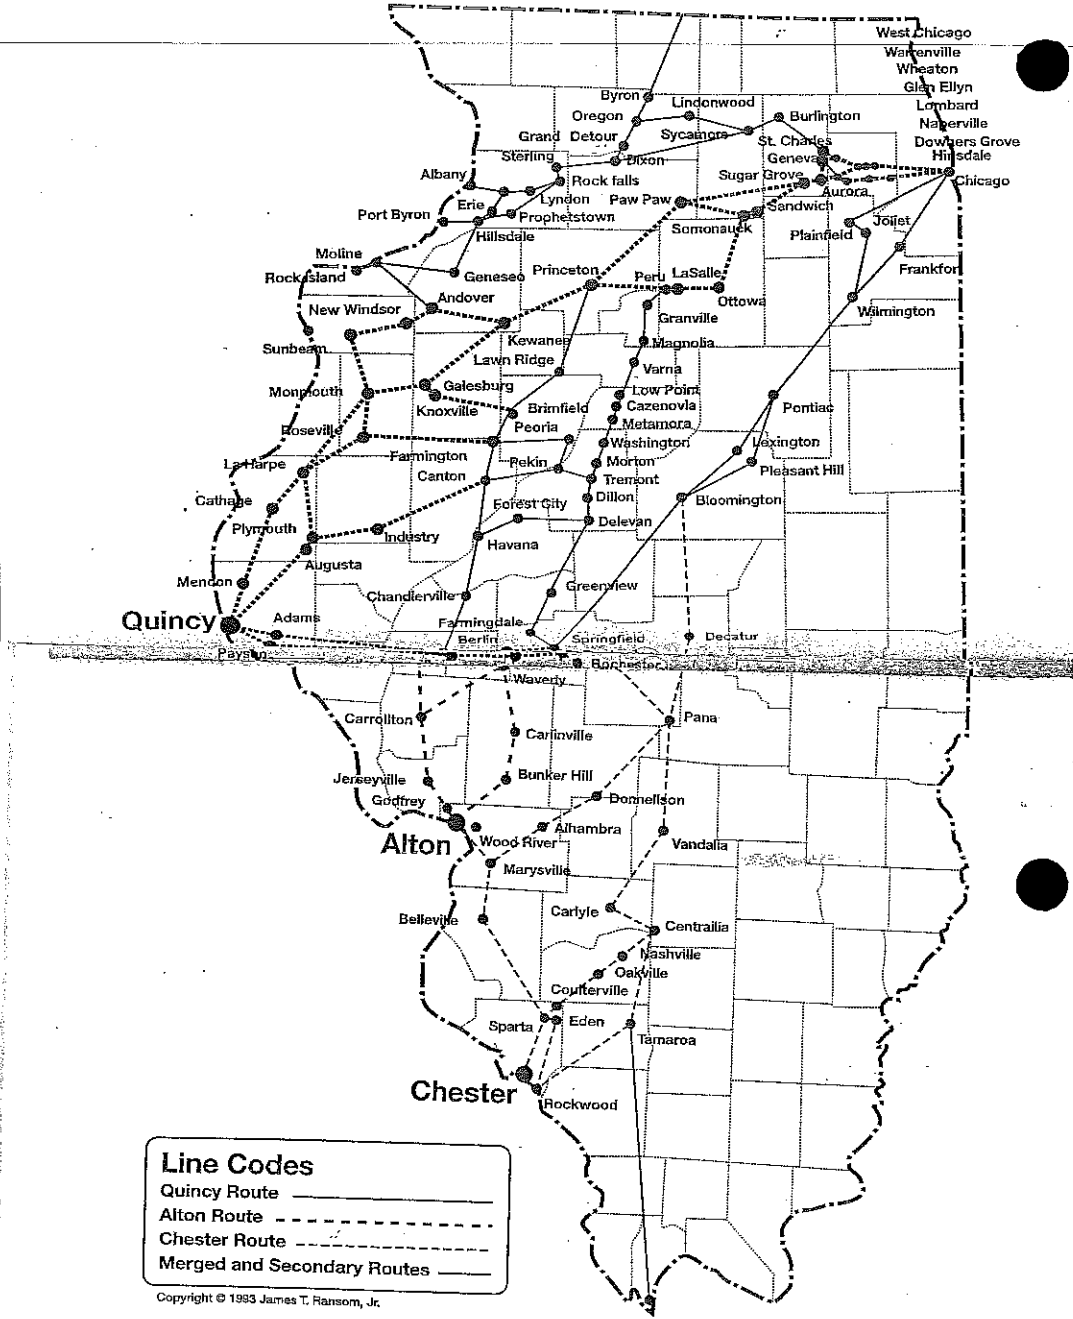 West Chicago
Warrenville
Wheaton
Glen Ellyn
Lombard
Naperville
Downers Grove
Hinsdale
Chicago
Byron
Lindonwood
Oregon
Burlington
Grand Detour
Sycamore
St. Charles
Sterling
Dixon
Geneva
Albany
Rock falls
Sugar Grove
Aurora
Lyndon
Paw Paw
Erie
Sandwich
Port Byron
Prophetstown
Somonauck
Joliet
Plainfield
Hillsdale
Moline
Rock Island
Geneseo
Princeton
Peru
LaSalle
Frankfor
Andover
Ottowa
New Windsor
Granville
Wilmington
Sunbeam
Kewanee
Magnolia
Lawn Ridge
Varna
Monmouth
Galesburg
Low Point
Knoxville
Brimfield
Cazenovia
Pontiac
Roseville
Peoria
Metamora
Washington
Lexington
Farmington
LaHarpe
Pekin
Morton
Pleasant Hill
Canton
Tremont
Cathage
Forest City
Dillon
Bloomington
Plymouth
Industry
Delevan
Havana
Augusta
Mendon
Chandlerville
Greenview
Quincy
Adams
Farmingdale
Berlin
Springfield
Decatur
Payson
Rochester
Waverly
Carrollton
Pana
Carlinville
Jerseyville
Bunker Hill
Godfrey
Donnellson
Alton
Wood River
Alhambra
Vandalia
Marysville
Belleville
Carlyle
Centrailia
Nashville
Oakville
Coulterville
Sparta
Eden
Tamaroa
Chester
Rockwood
Line Codes
Quincy Route
Alton Route
Chester Route
Merged and Secondary Routes
Copyright © 1993 James T. Ransom, Jr.